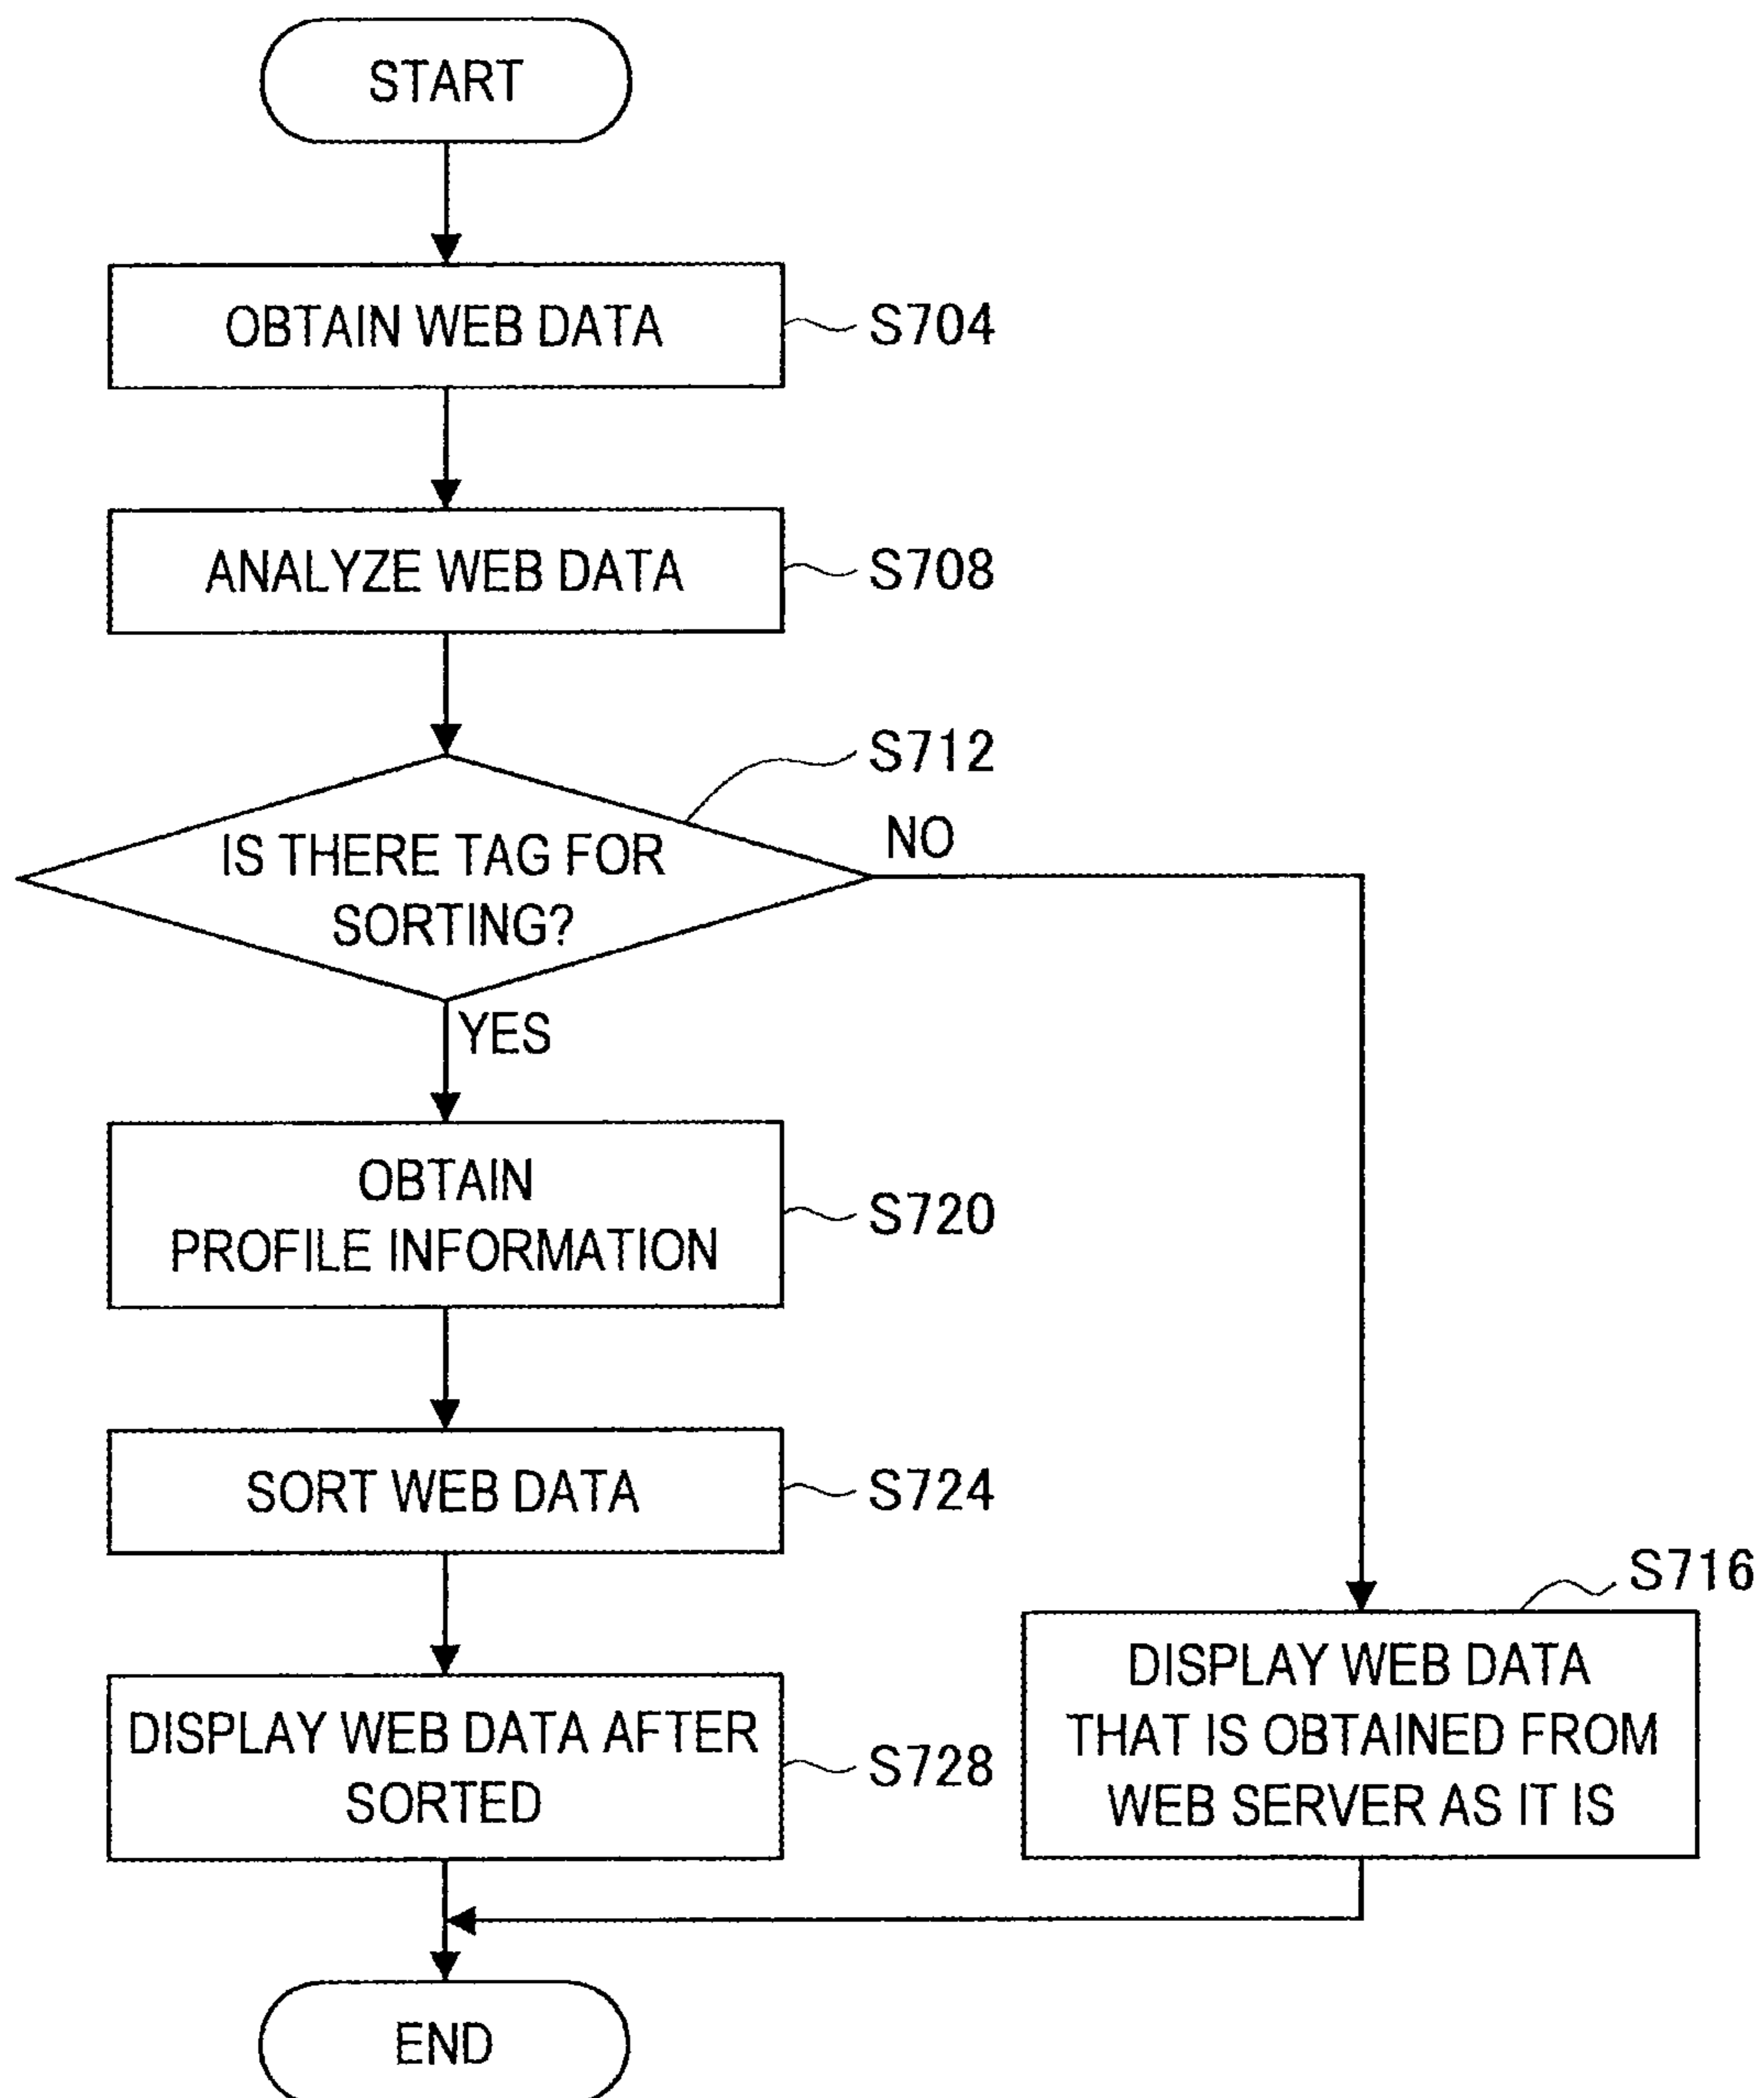 START
OBTAIN WEB DATA
S704
ANALYZE WEB DATA
S708
S712
IS THERE TAG FOR
SORTING?
NO
YES
OBTAIN
PROFILE INFORMATION
S720
SORT WEB DATA
S724
DISPLAY WEB DATA AFTER
SORTED
S728
S716
DISPLAY WEB DATA
THAT IS OBTAINED FROM
WEB SERVER AS IT IS
END